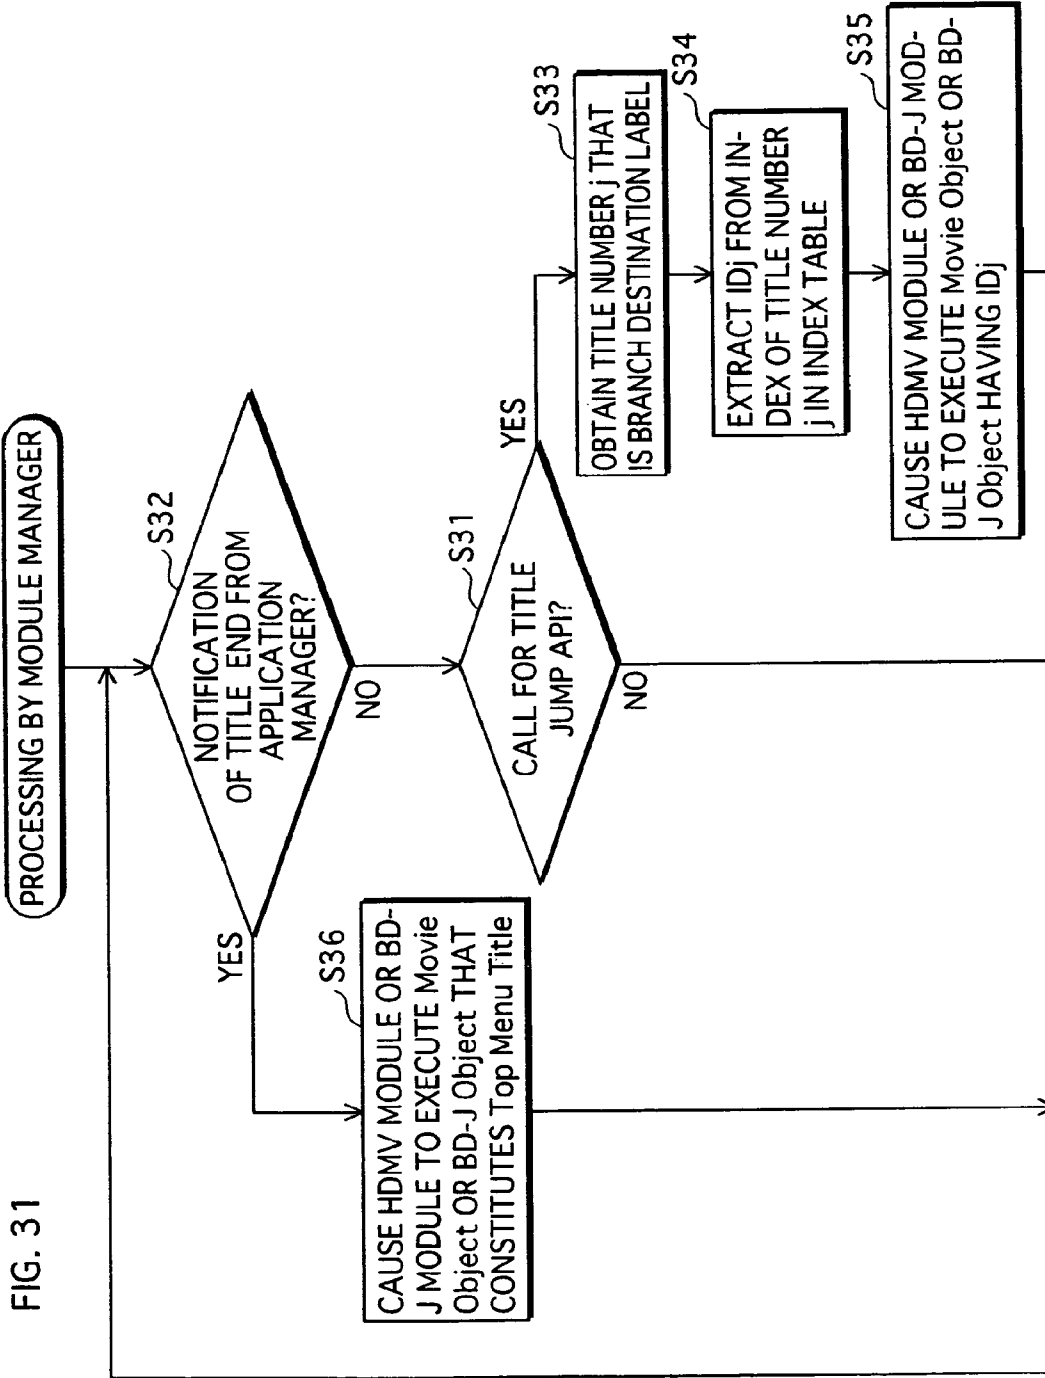 FIG. 31
PROCESSING BY MODULE MANAGER
S32
NOTIFICATION
OF TITLE END FROM
APPLICATION
MANAGER?
YES
NO
S36
CAUSE HDMV MODULE OR BD-
J MODULE TO EXECUTE Movie
Object OR BD-J Object THAT
CONSTITUTES Top Menu Title
S31
CALL FOR TITLE
JUMP API?
YES
NO
S33
OBTAIN TITLE NUMBER j THAT
IS BRANCH DESTINATION LABEL
S34
EXTRACT IDj FROM IN-
DEX OF TITLE NUMBER
j IN INDEX TABLE
S35
CAUSE HDMV MODULE OR BD-J MOD-
ULE TO EXECUTE Movie Object OR BD-
J Object HAVING IDj